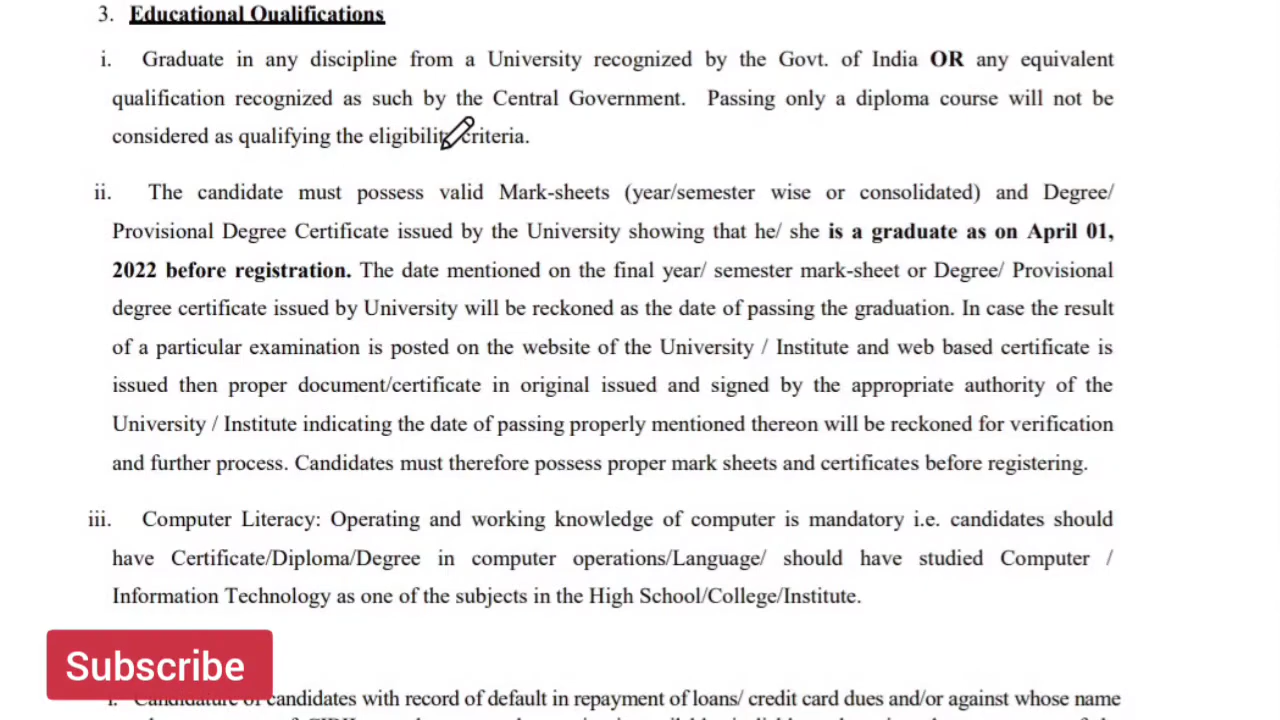 3. Educational Qualifications
i. Graduate in any discipline from a University recognized by the Govt. of India OR any equivalent
qualification recognized as such by the Central Government. Passing only a diploma course will not be
considered as qualifying the eligibility criteria.
ii. The candidate must possess valid Mark-sheets (year/semester wise or consolidated) and Degree/
Provisional Degree Certificate issued by the University showing that he/ she is a graduate as on April 01,
2022 before registration. The date mentioned on the final year/ semester mark-sheet or Degree/ Provisional
degree certificate issued by University will be reckoned as the date of passing the graduation. In case the result
of a particular examination is posted on the website of the University / Institute and web based certificate is
issued then proper document/certificate in original issued and signed by the appropriate authority of the
University / Institute indicating the date of passing properly mentioned thereon will be reckoned for verification
and further process. Candidates must therefore possess proper mark sheets and certificates before registering.
iii. Computer Literacy: Operating and working knowledge of computer is mandatory i.e. candidates should
have Certificate/Diploma/Degree in computer operations/Language/ should have studied Computer /
Information Technology as one of the subjects in the High School/College/Institute.
Subscribe
candidates with record of default in repayment of loans/ credit card dues and/or against whose name